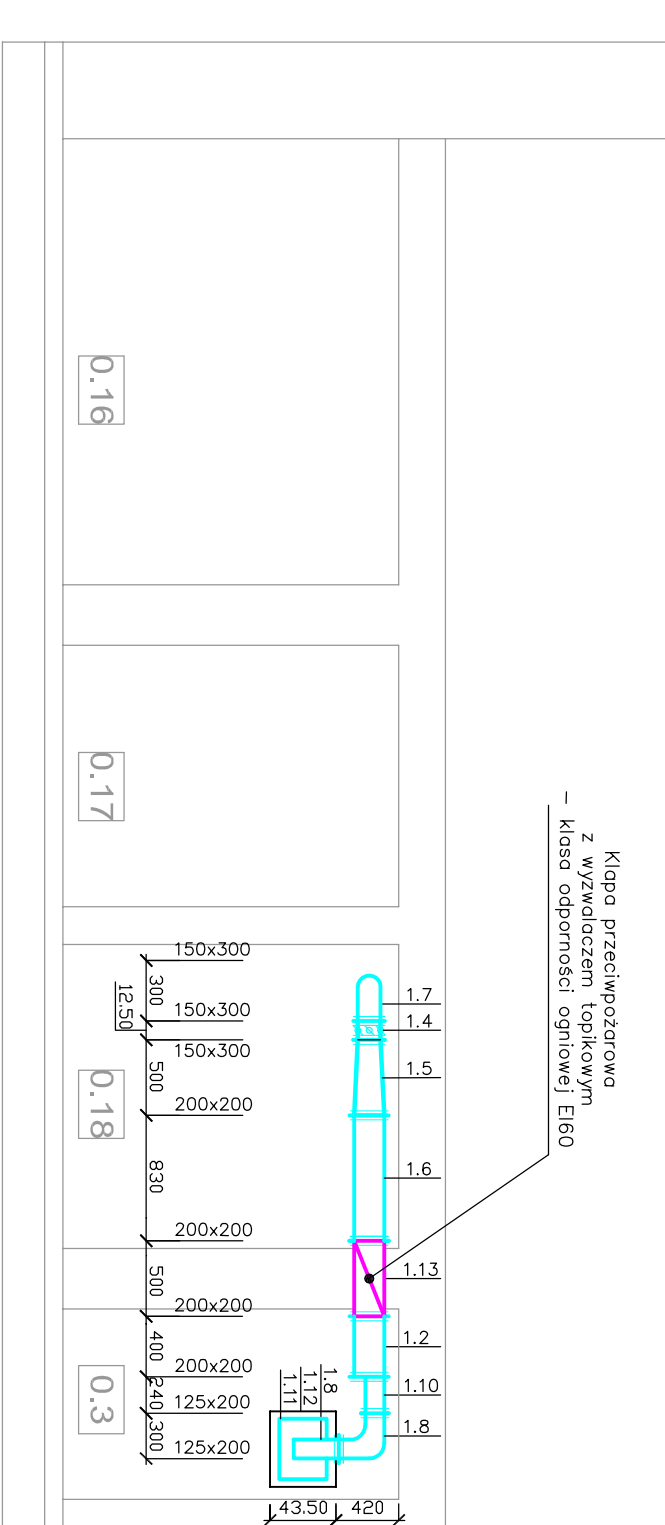 Klapa przeciwpożarowa
z wyzwalaczem topikowym
– klasa odporności ogniowej EI60
0.16
0.17
0.18
0.3
150x300
300
150x300
12.50
150x300
500
200x200
830
200x200
500
200x200
400
200x200
240
125x200
300
125x200
1.7
1.4
1.5
1.6
1.13
1.2
1.10
1.8
1.8
1.12
1.11
43.50
420